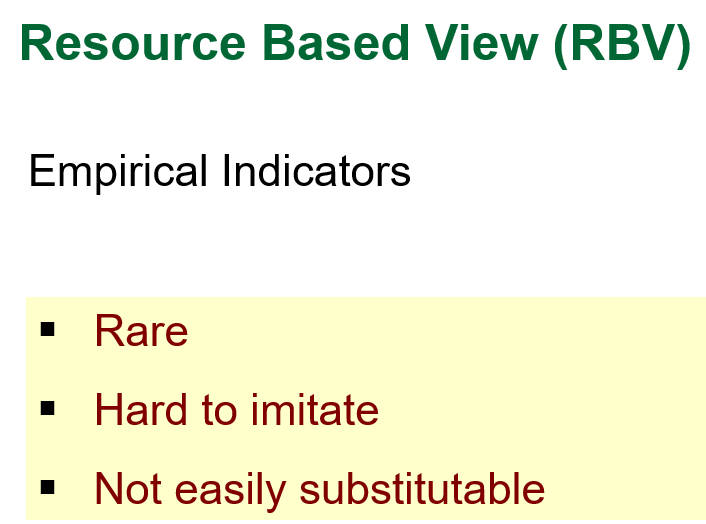 Resource Based View (RBV)
Empirical Indicators
▪ Rare
▪ Hard to imitate
▪ Not easily substitutable